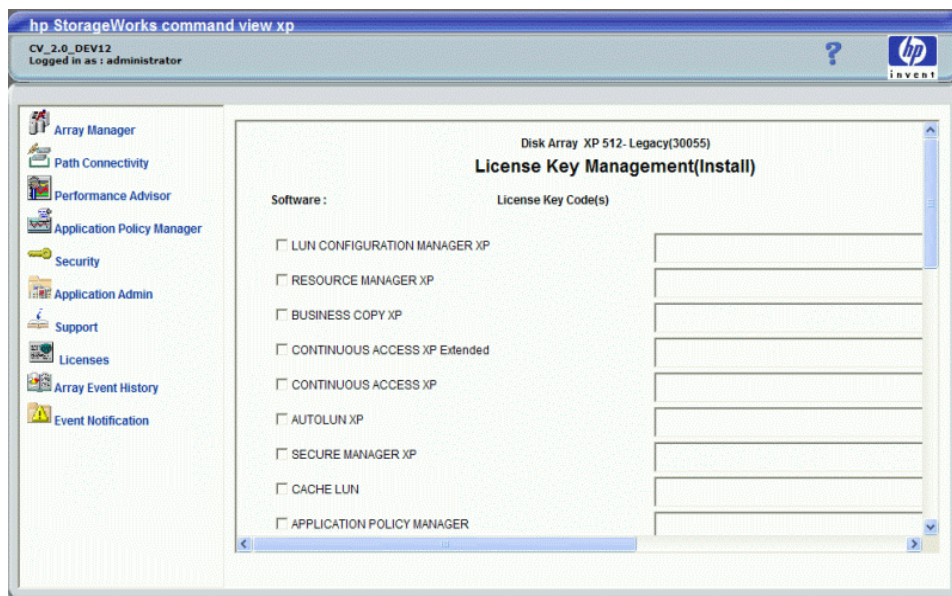 hp StorageWorks command view xp
CV_2.0_DEV12
Logged in as : administrator
?
hp
invent
Array Manager
Path Connectivity
Performance Advisor
Application Policy Manager
Security
Application Admin
Support
Licenses
Array Event History
Event Notification
Disk Array XP 512- Legacy(30055)
License Key Management(Install)
Software : License Key Code(s)
LUN CONFIGURATION MANAGER XP
RESOURCE MANAGER XP
BUSINESS COPY XP
CONTINUOUS ACCESS XP Extended
CONTINUOUS ACCESS XP
AUTOLUN XP
SECURE MANAGER XP
CACHE LUN
APPLICATION POLICY MANAGER